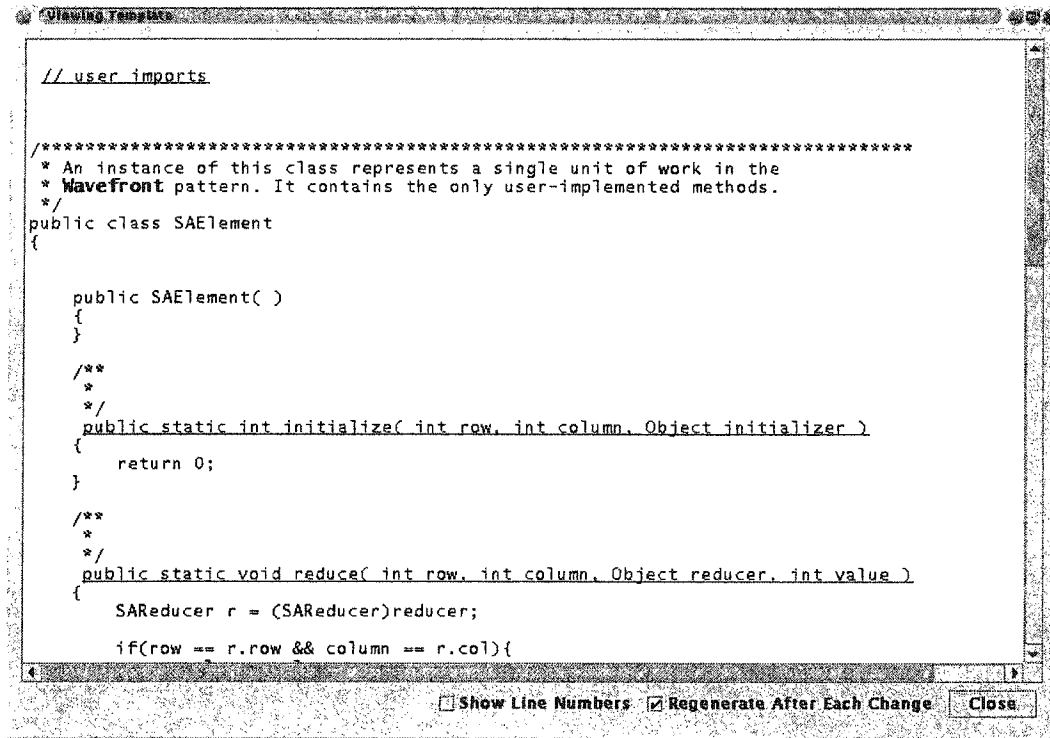 Viewing Template
// user imports
/*******************************************************************************
* An instance of this class represents a single unit of work in the
* Wavefront pattern. It contains the only user-implemented methods.
*/
public class SAElement
{
public SAElement( )
{
}
/**
*
*/
public static int initialize( int row, int column, Object initializer )
{
return 0;
}
/**
*
*/
public static void reduce( int row, int column, Object reducer, int value )
{
SAReducer r = (SAReducer)reducer;
if(row == r.row && column == r.col){
Show Line Numbers Regenerate After Each Change Close